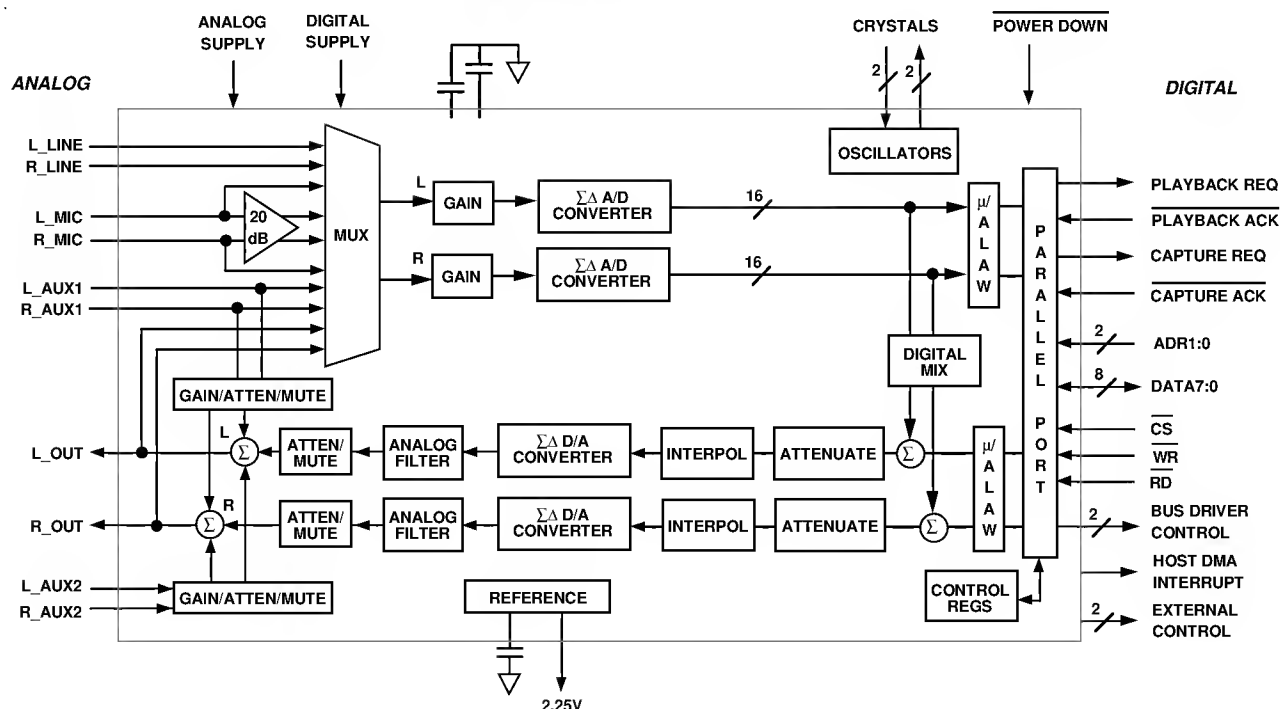 ANALOG SUPPLY
DIGITAL SUPPLY
CRYSTALS
POWER DOWN
ANALOG
DIGITAL
2
2
L_LINE
R_LINE
L_MIC
R_MIC
L_AUX1
R_AUX1
20 dB
MUX
L
GAIN
ΣΔ A/D CONVERTER
16
R
GAIN
ΣΔ A/D CONVERTER
16
OSCILLATORS
μ/ A L A W
PARALLEL PORT
PLAYBACK REQ
PLAYBACK ACK
CAPTURE REQ
CAPTURE ACK
2
ADR1:0
8
DATA7:0
CS
WR
RD
2
BUS DRIVER CONTROL
HOST DMA INTERRUPT
2
EXTERNAL CONTROL
DIGITAL MIX
GAIN/ATTEN/MUTE
L_OUT
L
Σ
ATTEN/ MUTE
ANALOG FILTER
ΣΔ D/A CONVERTER
INTERPOL
ATTENUATE
Σ
μ/ A L A W
R_OUT
Σ
R
ATTEN/ MUTE
ANALOG FILTER
ΣΔ D/A CONVERTER
INTERPOL
ATTENUATE
Σ
L_AUX2
R_AUX2
GAIN/ATTEN/MUTE
REFERENCE
CONTROL REGS
2.25V